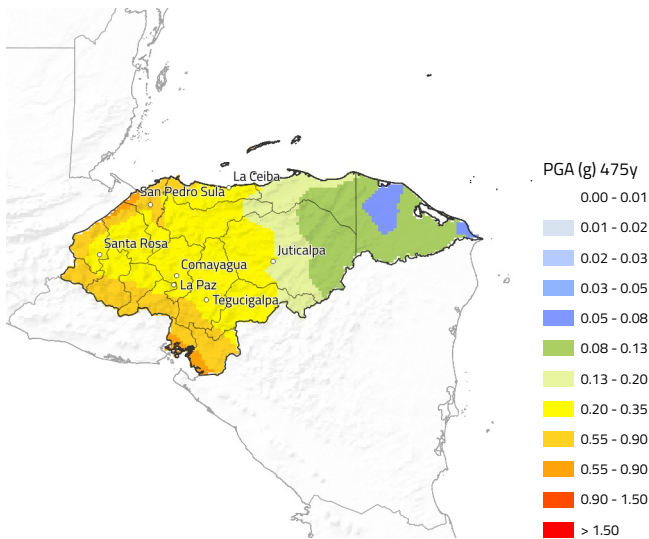 La Ceiba
San Pedro Sula
Santa Rosa
Juticalpa
Comayagua
La Paz
Tegucigalpa
PGA (g) 475y
0.00 - 0.01
0.01 - 0.02
0.02 - 0.03
0.03 - 0.05
0.05 - 0.08
0.08 - 0.13
0.13 - 0.20
0.20 - 0.35
0.55 - 0.90
0.55 - 0.90
0.90 - 1.50
> 1.50